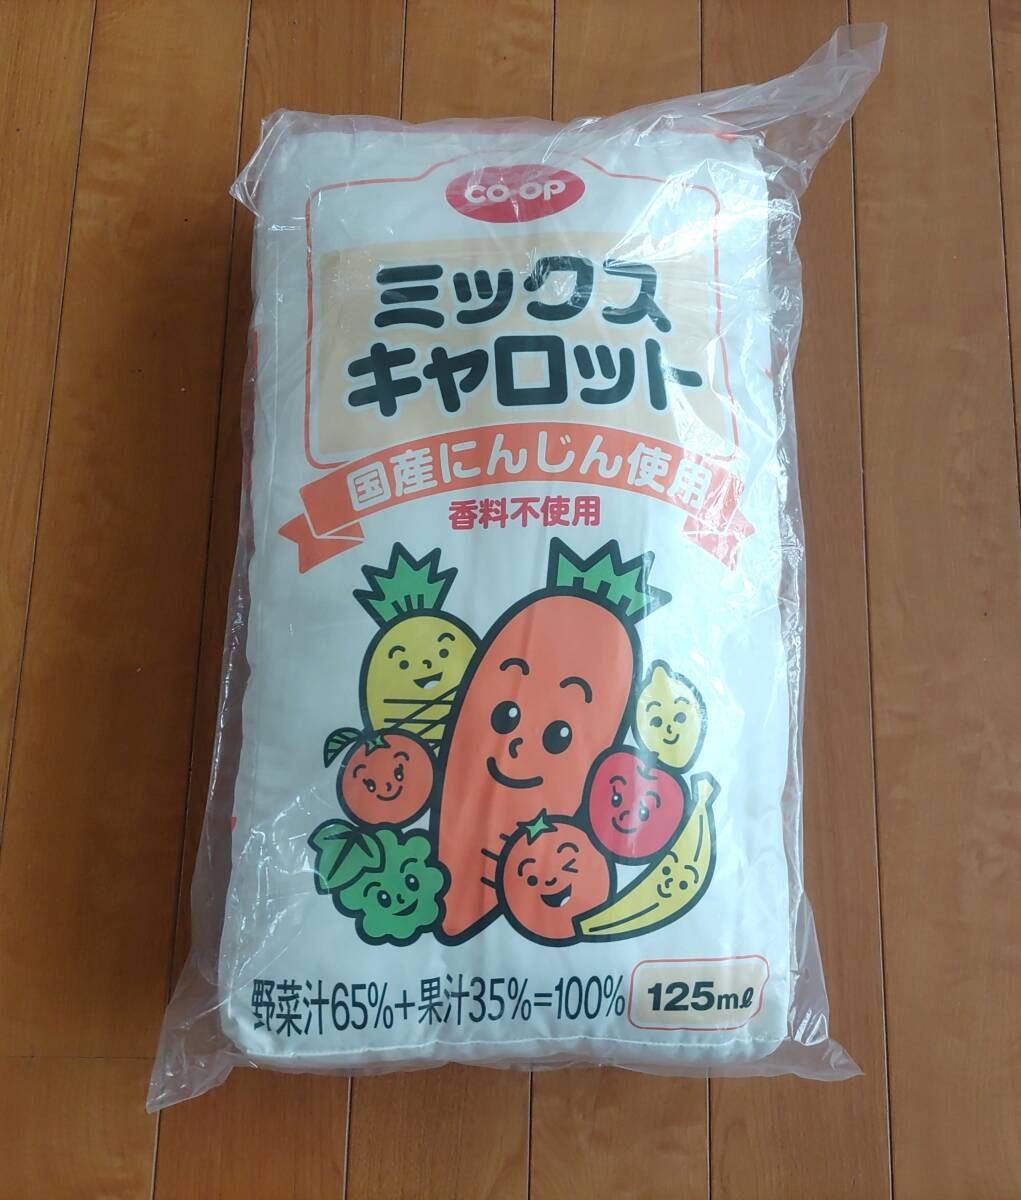 CO-OP
ミックス
キャロット
国産にんじん使用
香料不使用
野菜汁65%+果汁35%=100%
125ml